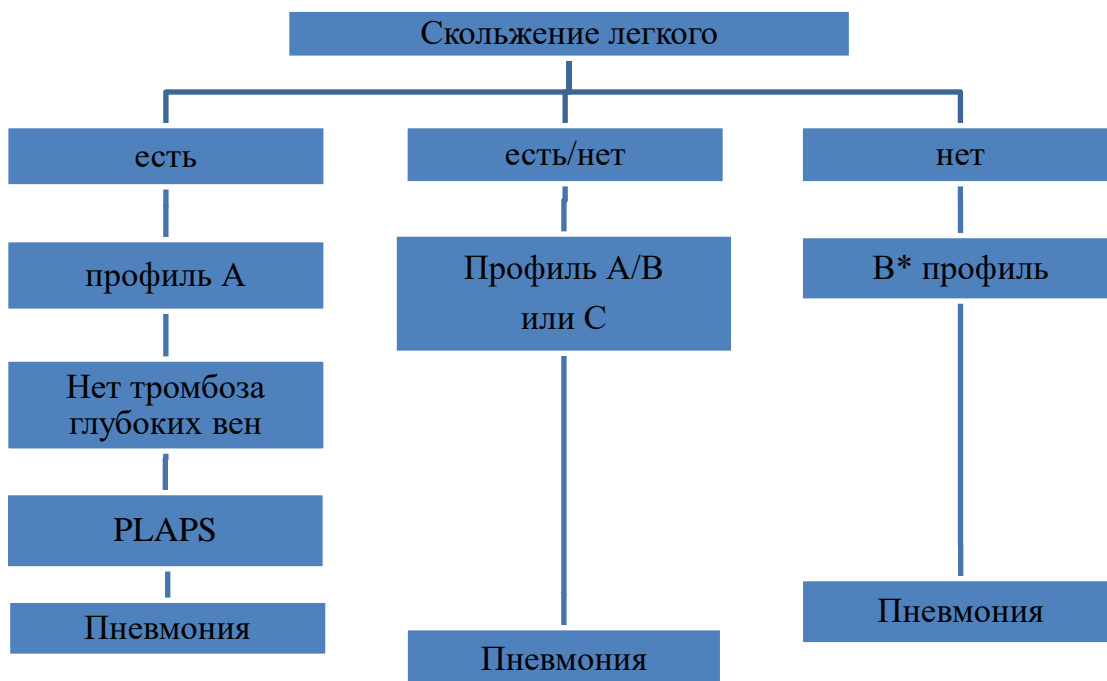 Скольжение легкого
есть
есть/нет
нет
профиль А
Профиль А/В
или С
В* профиль
Нет тромбоза
глубоких вен
PLAPS
Пневмония
Пневмония
Пневмония